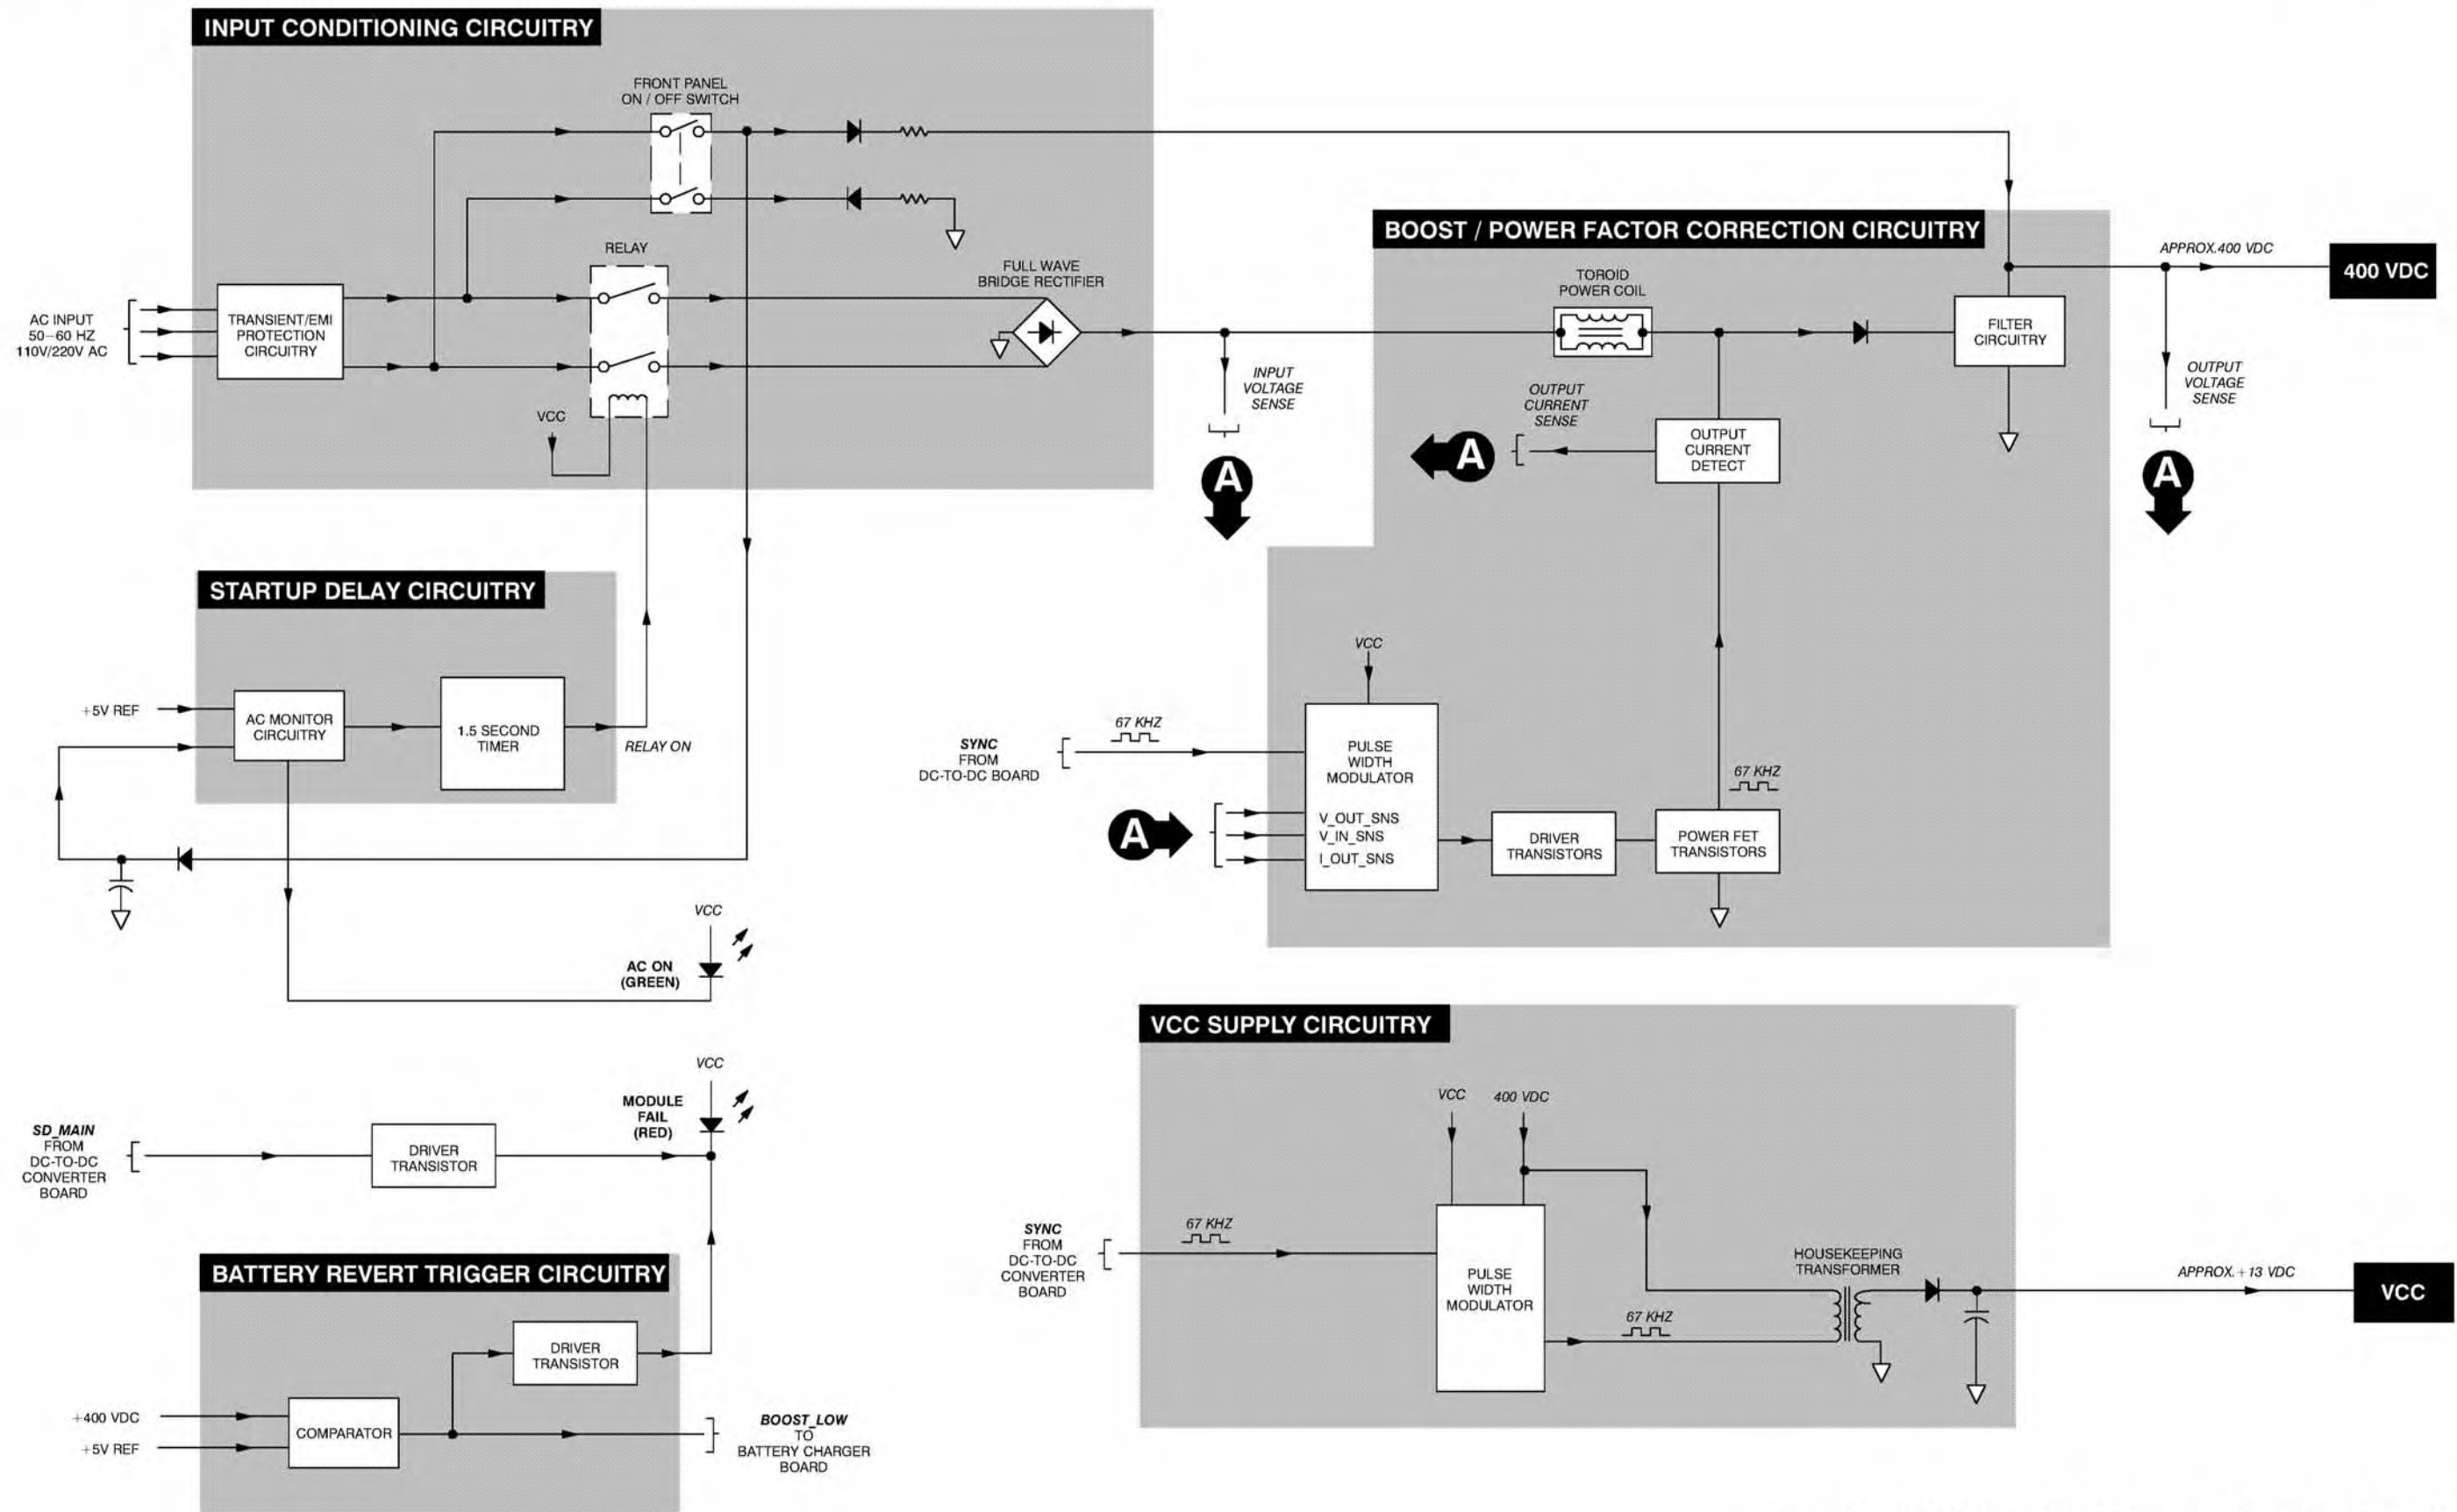 INPUT CONDITIONING CIRCUITRY
FRONT PANEL
ON / OFF SWITCH
RELAY
FULL WAVE
BRIDGE RECTIFIER
AC INPUT
50–60 HZ
110V/220V AC
TRANSIENT/EMI
PROTECTION
CIRCUITRY
VCC
INPUT
VOLTAGE
SENSE
A
BOOST / POWER FACTOR CORRECTION CIRCUITRY
TOROID
POWER COIL
FILTER
CIRCUITRY
APPROX.400 VDC
400 VDC
OUTPUT
VOLTAGE
SENSE
A
OUTPUT
CURRENT
SENSE
A
OUTPUT
CURRENT
DETECT
VCC
67 KHZ
SYNC
FROM
DC-TO-DC BOARD
PULSE
WIDTH
MODULATOR
A
V_OUT_SNS
V_IN_SNS
I_OUT_SNS
DRIVER
TRANSISTORS
67 KHZ
POWER FET
TRANSISTORS
STARTUP DELAY CIRCUITRY
+5V REF
AC MONITOR
CIRCUITRY
1.5 SECOND
TIMER
RELAY ON
VCC
AC ON
(GREEN)
VCC
MODULE
FAIL
(RED)
SD_MAIN
FROM
DC-TO-DC
CONVERTER
BOARD
DRIVER
TRANSISTOR
BATTERY REVERT TRIGGER CIRCUITRY
DRIVER
TRANSISTOR
+400 VDC
+5V REF
COMPARATOR
BOOST_LOW
TO
BATTERY CHARGER
BOARD
VCC SUPPLY CIRCUITRY
VCC
400 VDC
SYNC
FROM
DC-TO-DC
CONVERTER
BOARD
67 KHZ
PULSE
WIDTH
MODULATOR
67 KHZ
HOUSEKEEPING
TRANSFORMER
APPROX.+13 VDC
VCC